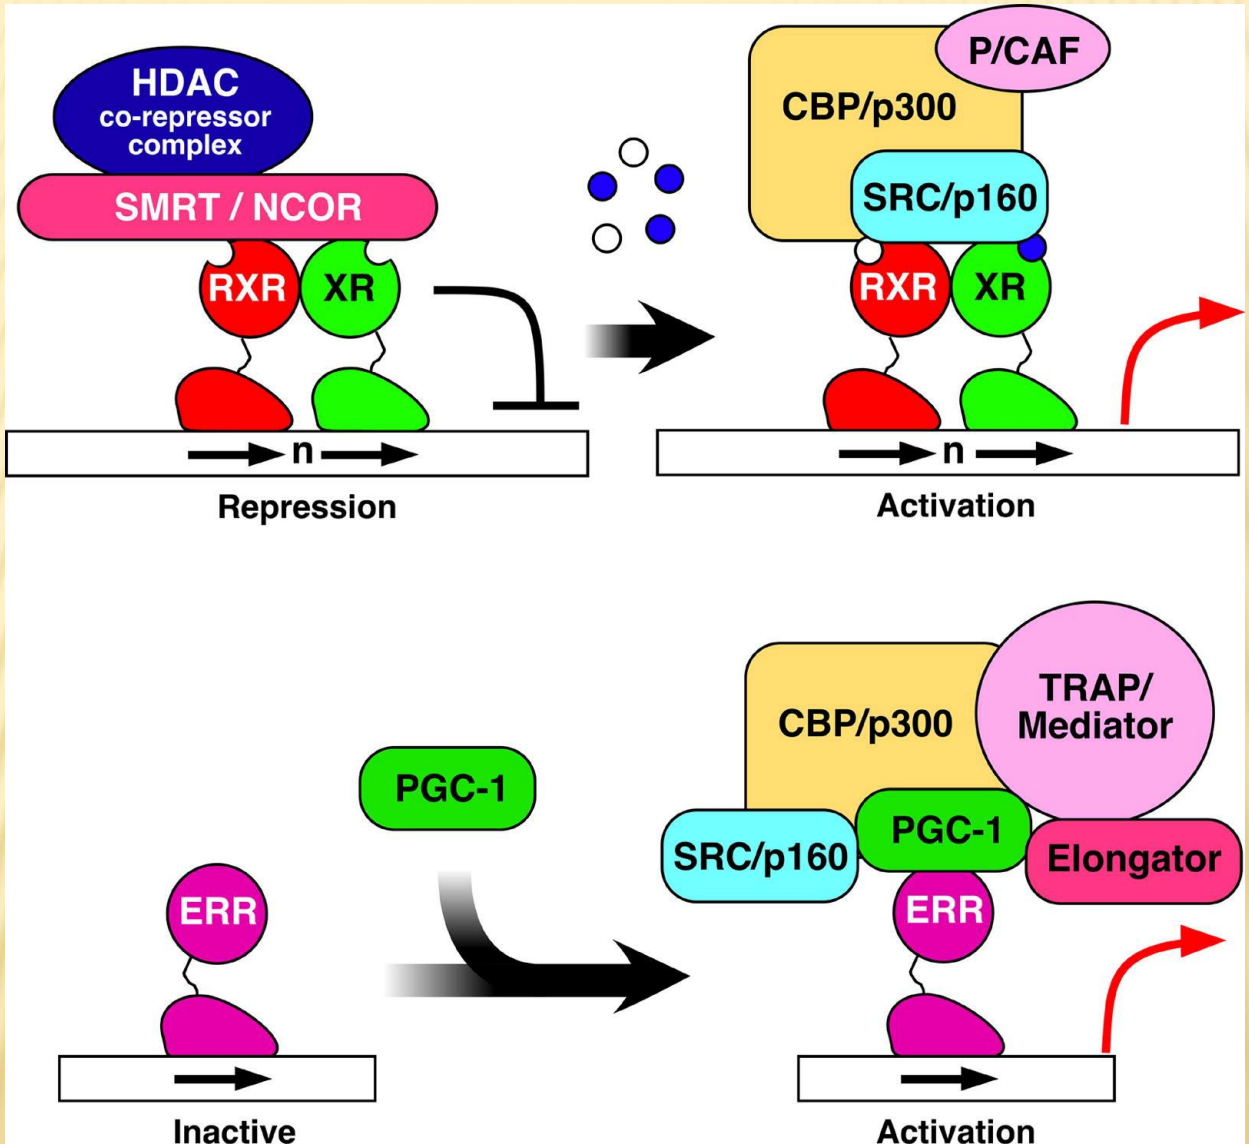 HDAC
co-repressor
complex
SMRT / NCOR
RXR
XR
n
Repression
P/CAF
CBP/p300
SRC/p160
RXR
XR
n
Activation
PGC-1
ERR
Inactive
CBP/p300
TRAP/
Mediator
SRC/p160
PGC-1
Elongator
ERR
Activation